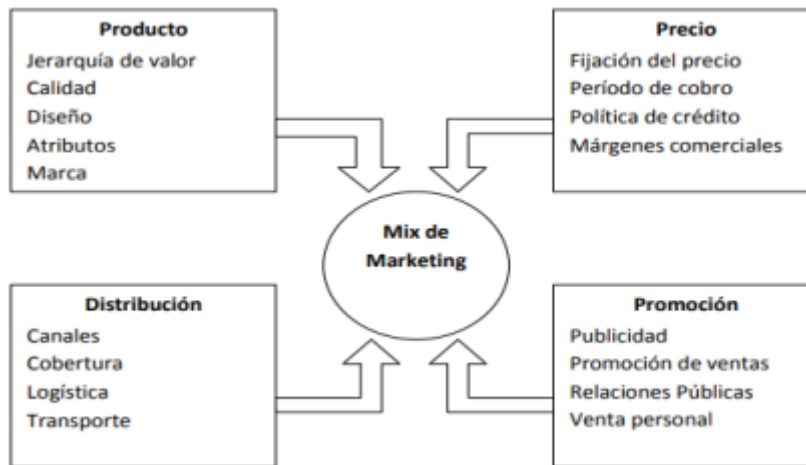 Producto
Jerarquía de valor
Calidad
Diseño
Atributos
Marca
Precio
Fijación del precio
Período de cobro
Política de crédito
Márgenes comerciales
Mix de
Marketing
Distribución
Canales
Cobertura
Logística
Transporte
Promoción
Publicidad
Promoción de ventas
Relaciones Públicas
Venta personal